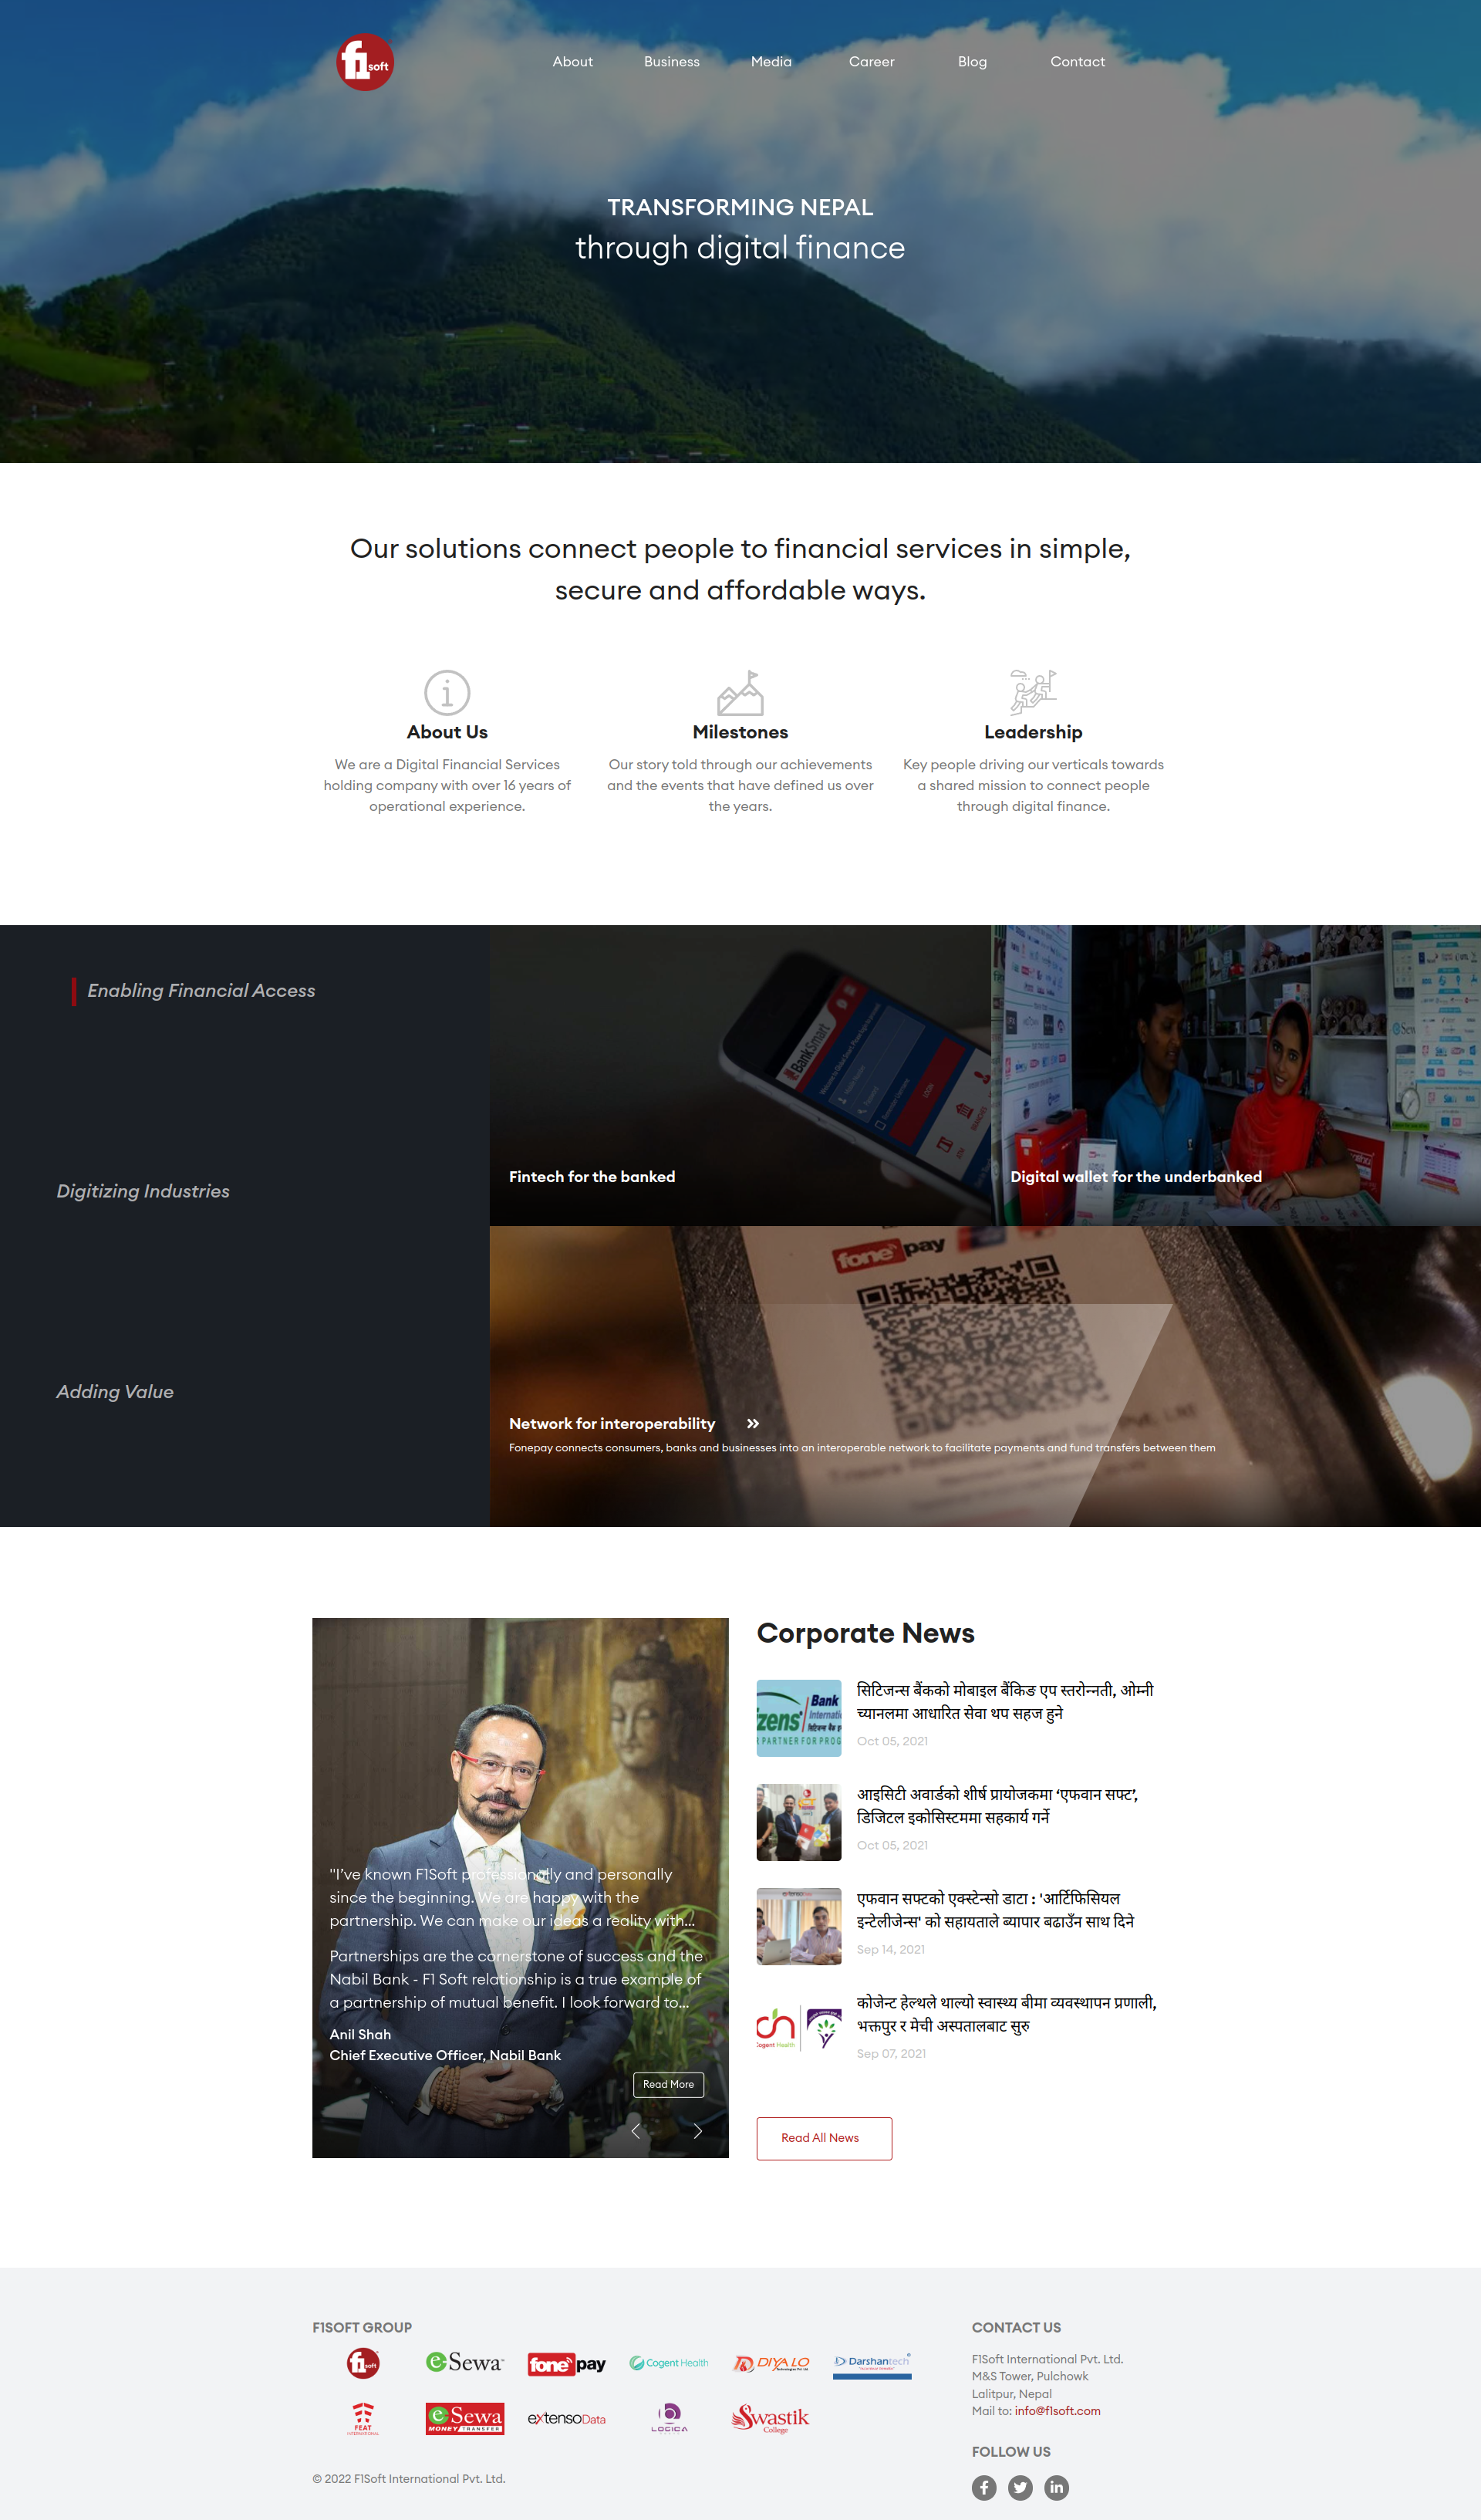 f1soft
About Business Media Career Blog Contact
TRANSFORMING NEPAL
through digital finance
Our solutions connect people to financial services in simple,
secure and affordable ways.
About Us
We are a Digital Financial Services
holding company with over 16 years of
operational experience.
Milestones
Our story told through our achievements
and the events that have defined us over
the years.
Leadership
Key people driving our verticals towards
a shared mission to connect people
through digital finance.
Enabling Financial Access
Digitizing Industries
Adding Value
BankSmart
Fintech for the banked
Digital wallet for the underbanked
fonepay
Network for interoperability »
Fonepay connects consumers, banks and businesses into an interoperable network to facilitate payments and fund transfers between them
"I've known F1Soft professionally and personally
since the beginning. We are happy with the
partnership. We can make our ideas a reality with...
Partnerships are the cornerstone of success and the
Nabil Bank - F1 Soft relationship is a true example of
a partnership of mutual benefit. I look forward to...
Anil Shah
Chief Executive Officer, Nabil Bank
Read More
Corporate News
सिटिजन्स बैंकको मोबाइल बैंकिङ एप स्तरोन्नती, ओम्नी
च्यानलमा आधारित सेवा थप सहज हुने
Oct 05, 2021
आइसिटी अवार्डको शीर्ष प्रायोजकमा ‘एफवान सफ्ट’,
डिजिटल इकोसिस्टममा सहकार्य गर्ने
Oct 05, 2021
एफवान सफ्टको एक्स्टेन्सो डाटा : 'आर्टिफिसियल
इन्टेलीजेन्स' को सहायताले ब्यापार बढाउँन साथ दिने
Sep 14, 2021
कोजेन्ट हेल्थले थाल्यो स्वास्थ्य बीमा व्यवस्थापन प्रणाली,
भक्तपुर र मेची अस्पतालबाट सुरु
Sep 07, 2021
Read All News
F1SOFT GROUP
f1soft eSewa fonepay Cogent Health DIYALO Darshantech
FEAT INTERNATIONAL eSewa MONEY TRANSFER extensoData LOGICA Swastik College
© 2022 F1Soft International Pvt. Ltd.
CONTACT US
F1Soft International Pvt. Ltd.
M&S Tower, Pulchowk
Lalitpur, Nepal
Mail to: info@f1soft.com
FOLLOW US